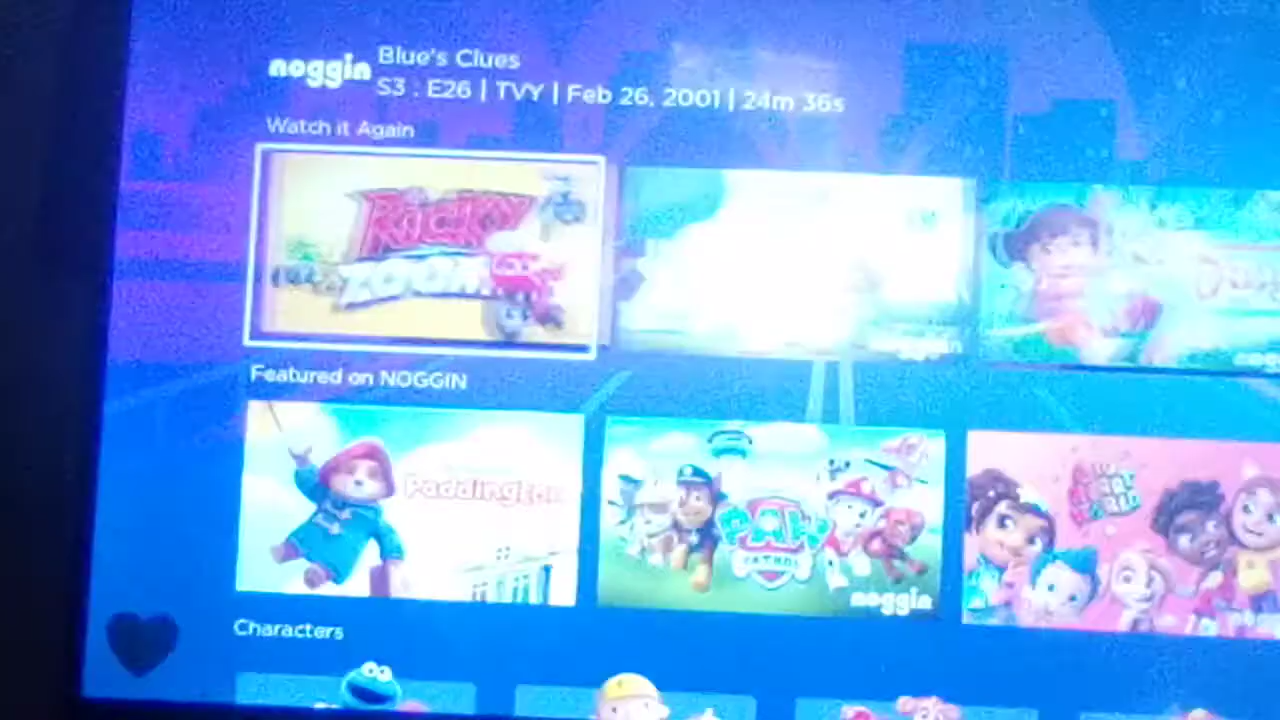 noggin
Blue's Clues
S3 : E26 | TVY | Feb 26, 2001 | 24m 36s
Watch it Again
RICKY
ZOOM
Featured on NOGGIN
Paddington
PAW
PATROL
noggin
Characters